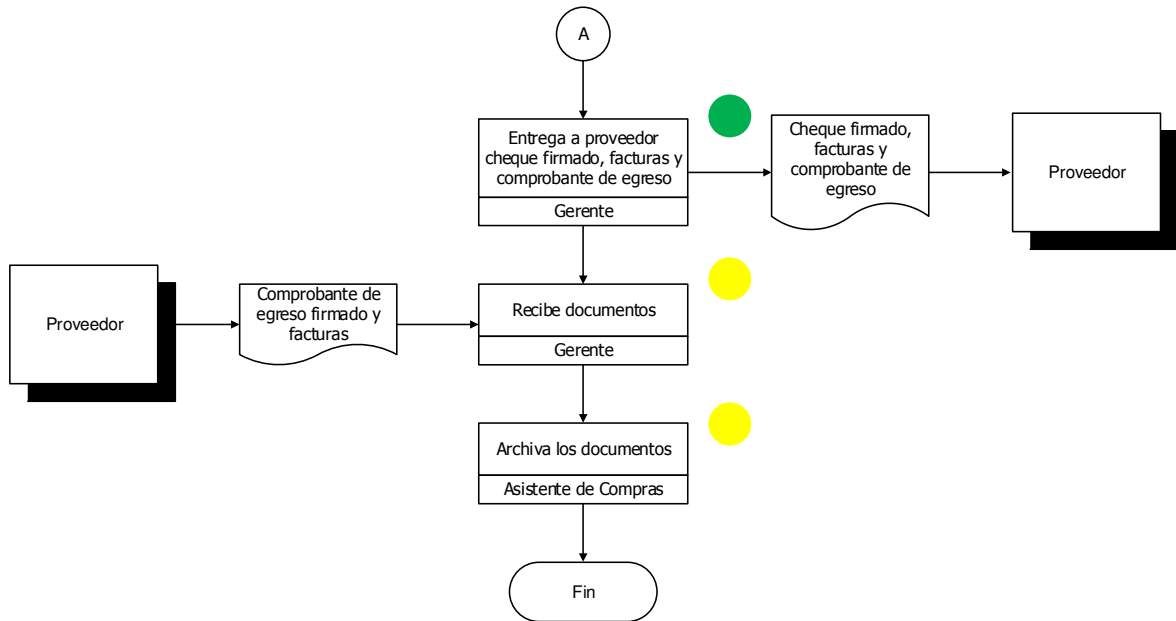 A
Entrega a proveedor
cheque firmado, facturas y
comprobante de egreso
Gerente
Cheque firmado,
facturas y
comprobante de
egreso
Proveedor
Proveedor
Comprobante de
egreso firmado y
facturas
Recibe documentos
Gerente
Archiva los documentos
Asistente de Compras
Fin